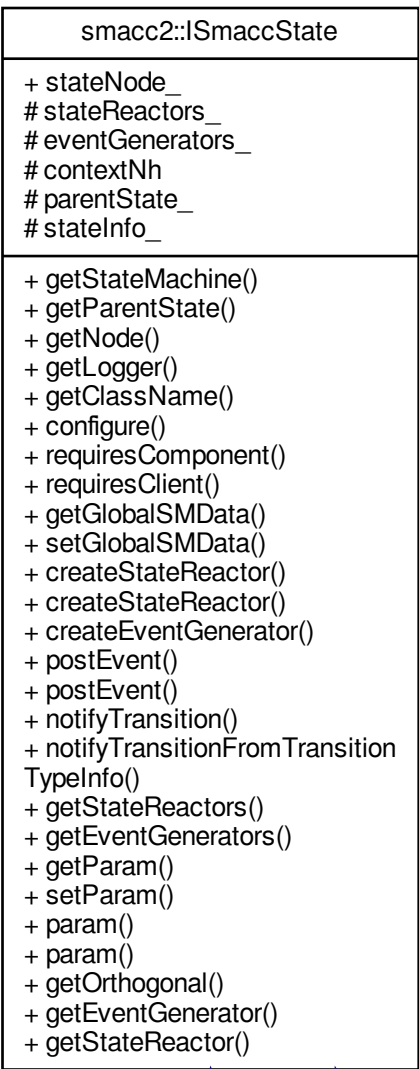 smacc2::ISmaccState
+ stateNode_
# stateReactors_
# eventGenerators_
# contextNh
# parentState_
# stateInfo_
+ getStateMachine()
+ getParentState()
+ getNode()
+ getLogger()
+ getClassName()
+ configure()
+ requiresComponent()
+ requiresClient()
+ getGlobalSMData()
+ setGlobalSMData()
+ createStateReactor()
+ createStateReactor()
+ createEventGenerator()
+ postEvent()
+ postEvent()
+ notifyTransition()
+ notifyTransitionFromTransition
TypeInfo()
+ getStateReactors()
+ getEventGenerators()
+ getParam()
+ setParam()
+ param()
+ param()
+ getOrthogonal()
+ getEventGenerator()
+ getStateReactor()